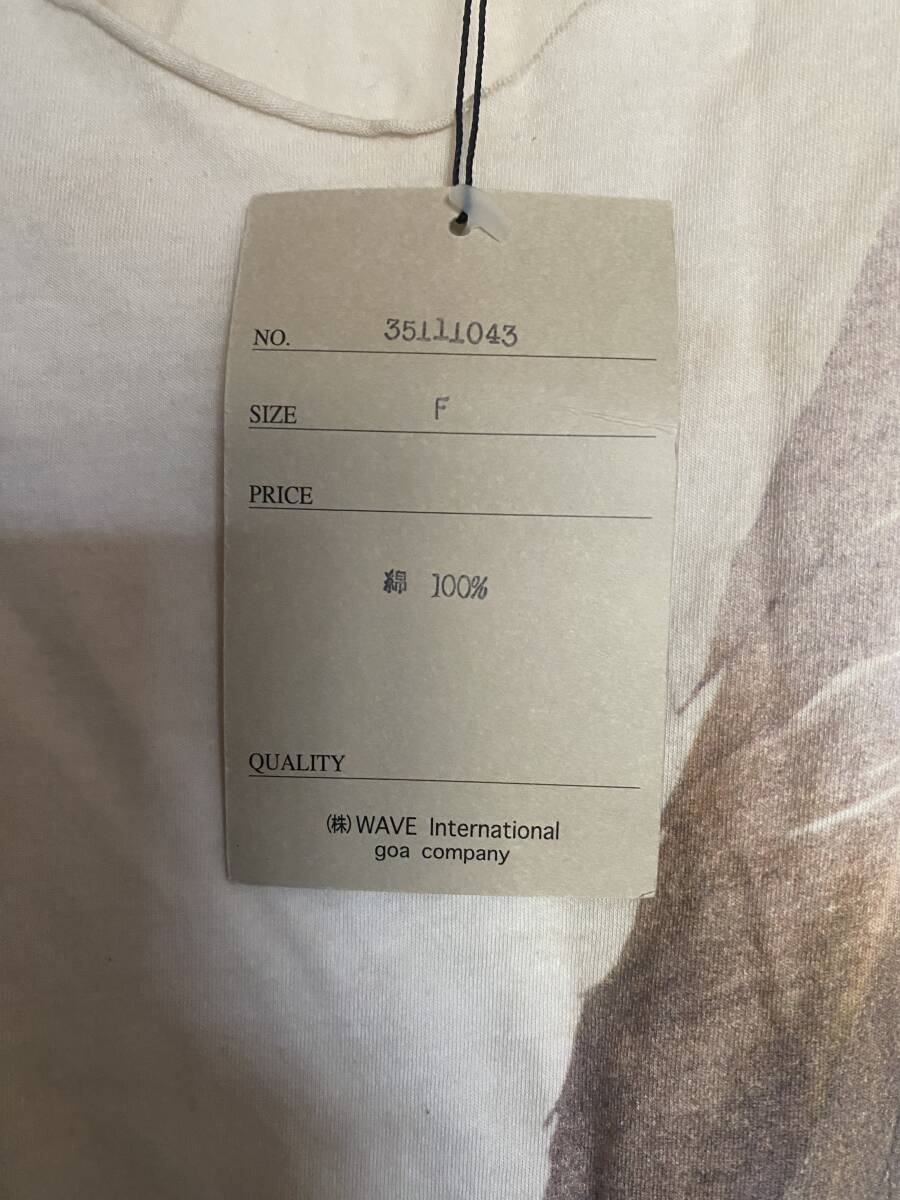 NO. 35111043
SIZE F
PRICE
綿 100%
QUALITY
(株)WAVE International
goa company